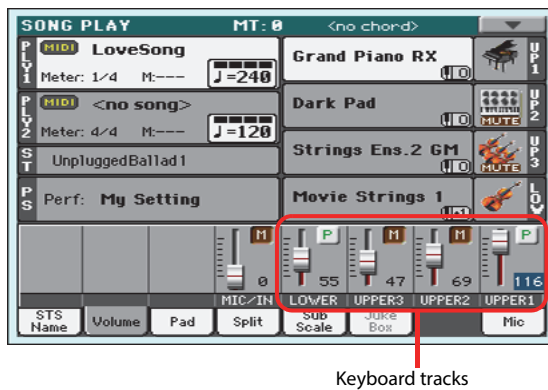 SONG PLAY MT: 0 <no chord>
PLY1 MIDI LoveSong
Meter: 1/4 M:--- ♩=240
Grand Piano RX
UP1
PLY2 MIDI <no song>
Meter: 4/4 M:--- ♩=120
Dark Pad
MUTE UP2
ST UnpluggedBallad 1
Strings Ens.2 GM
MUTE UP3
PS Perf: My Setting
Movie Strings 1
LOW
M P M M P
0 55 47 69 116
MIC/IN LOWER UPPER3 UPPER2 UPPER1
STS Name Volume Pad Split Sub Scale Juke Box Mic
Keyboard tracks